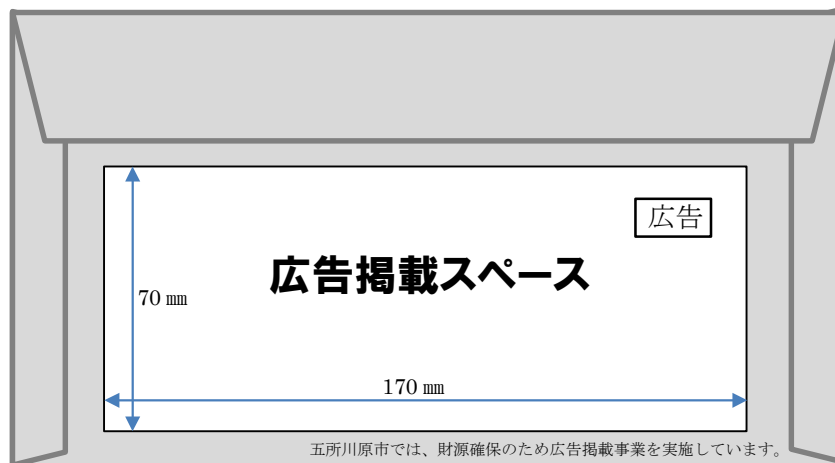 広告
広告掲載スペース
70 ㎜
170 ㎜
五所川原市では、財源確保のため広告掲載事業を実施しています。